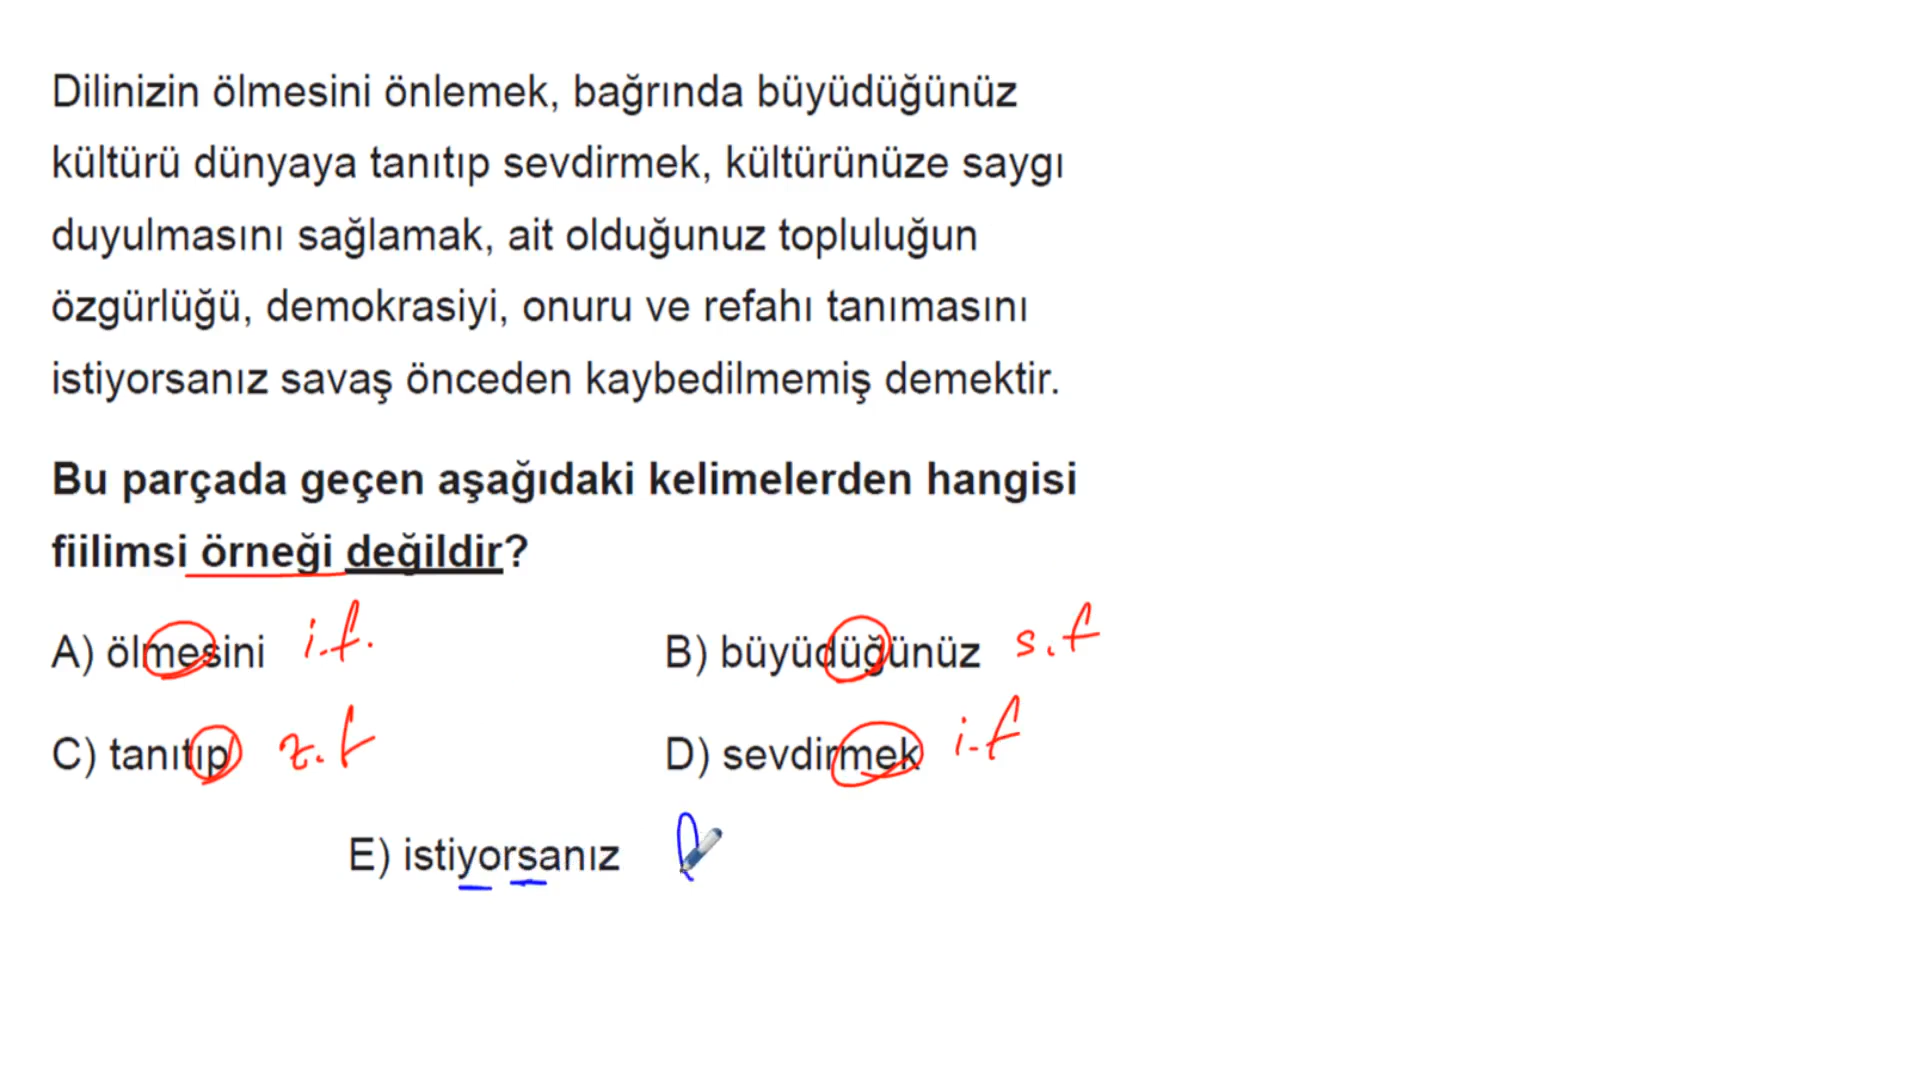 Dilinizin ölmesini önlemek, bağrında büyüdüğünüz
kültürü dünyaya tanıtıp sevdirmek, kültürünüze saygı
duyulmasını sağlamak, ait olduğunuz topluluğun
özgürlüğü, demokrasiyi, onuru ve refahı tanımasını
istiyorsanız savaş önceden kaybedilmemiş demektir.
Bu parçada geçen aşağıdaki kelimelerden hangisi
fiilimsi örneği değildir?
A) ölmesini i.f. B) büyüdüğünüz s.f
C) tanıtıp z.f D) sevdirmek i.f
E) istiyorsanız